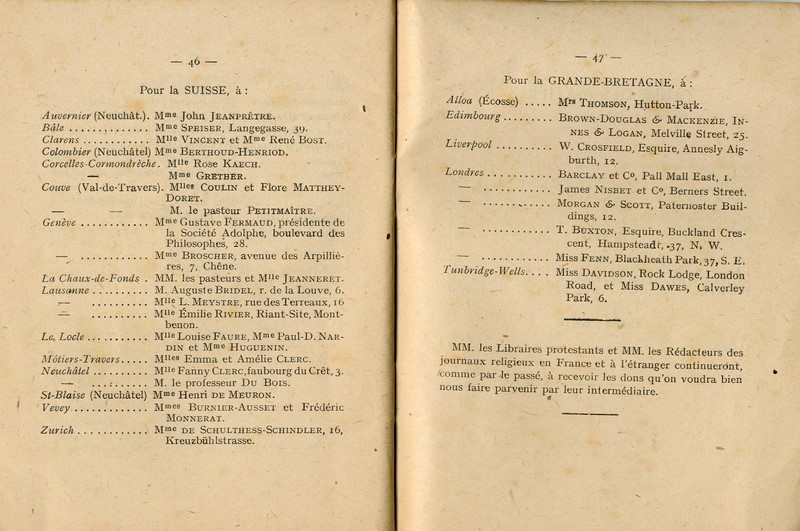 — 46 —
Pour la SUISSE, à :
Auvernier (Neuchât.). Mme John JEANPRÊTRE.
Bâle ............ Mme SPEISER, Langegasse, 39.
Clarens ........... Mlle VINCENT et Mme René BOST.
Colombier (Neuchâtel) Mme BERTHOUD-HENRIOD.
Corcelles-Cormondrèche. Mlle Rose KAECH.
— Mme GRETHER.
Couve (Val-de-Travers). Mlles COULIN et Flore MATTHEY-
DORET.
— — M. le pasteur PETITMAÎTRE.
Genève ........... Mme Gustave FERMAUD, présidente de
la Société Adolphe, boulevard des
Philosophes, 28.
— ........... Mme BROSCHER, avenue des Arpilliè-
res, 7, Chêne.
La Chaux-de-Fonds . MM. les pasteurs et Mlle JEANNERET.
Lausanne ......... M. Auguste BRIDEL, r. de la Louve, 6.
— ......... Mlle L. MEYSTRE, rue des Terreaux, 16
— ......... Mlle Émilie RIVIER, Riant-Site, Mont-
benon.
Le Locle .......... Mlle Louise FAURE, Mme Paul-D. NAR-
DIN et Mme HUGUENIN.
Môtiers-Travers..... Mlles Emma et Amélie CLERC.
Neuchâtel ......... Mlle Fanny CLERC, faubourg du Crêt, 3.
— ......... M. le professeur DU BOIS.
St-Blaise (Neuchâtel) Mme Henri DE MEURON.
Vevey ............ Mmes BURNIER-AUSSET et Frédéric
MONNERAT.
Zurich ........... Mme DE SCHULTHESS-SCHINDLER, 16,
Kreuzbühlstrasse.
— 47 —
Pour la GRANDE-BRETAGNE, à :
Alloa (Écosse) ..... Mrs THOMSON, Hutton-Park.
Edimbourg ......... BROWN-DOUGLAS & MACKENZIE, IN-
NES & LOGAN, Melville Street, 25.
Liverpool .......... W. CROSFIELD, Esquire, Annesly Aig-
burth, 12.
Londres ........... BARCLAY et Co, Pall Mall East, 1.
— ............ James NISBET et Co, Berners Street.
— ............ MORGAN & SCOTT, Paternoster Buil-
dings, 12.
— ............ T. BUXTON, Esquire, Buckland Cres-
cent, Hampsteadt, 37, N. W.
— ............ Miss FENN, Blackheath Park, 37, S. E.
Tunbridge-Wells.... Miss DAVIDSON, Rock Lodge, London
Road, et Miss DAWES, Calverley
Park, 6.
MM. les Libraires protestants et MM. les Rédacteurs des
journaux religieux en France et à l'étranger continueront,
comme par le passé, à recevoir les dons qu'on voudra bien
nous faire parvenir par leur intermédiaire.